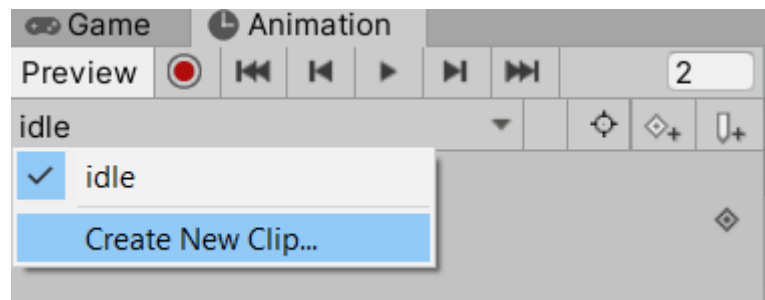 Game Animation
Preview 2
idle
idle
Create New Clip...